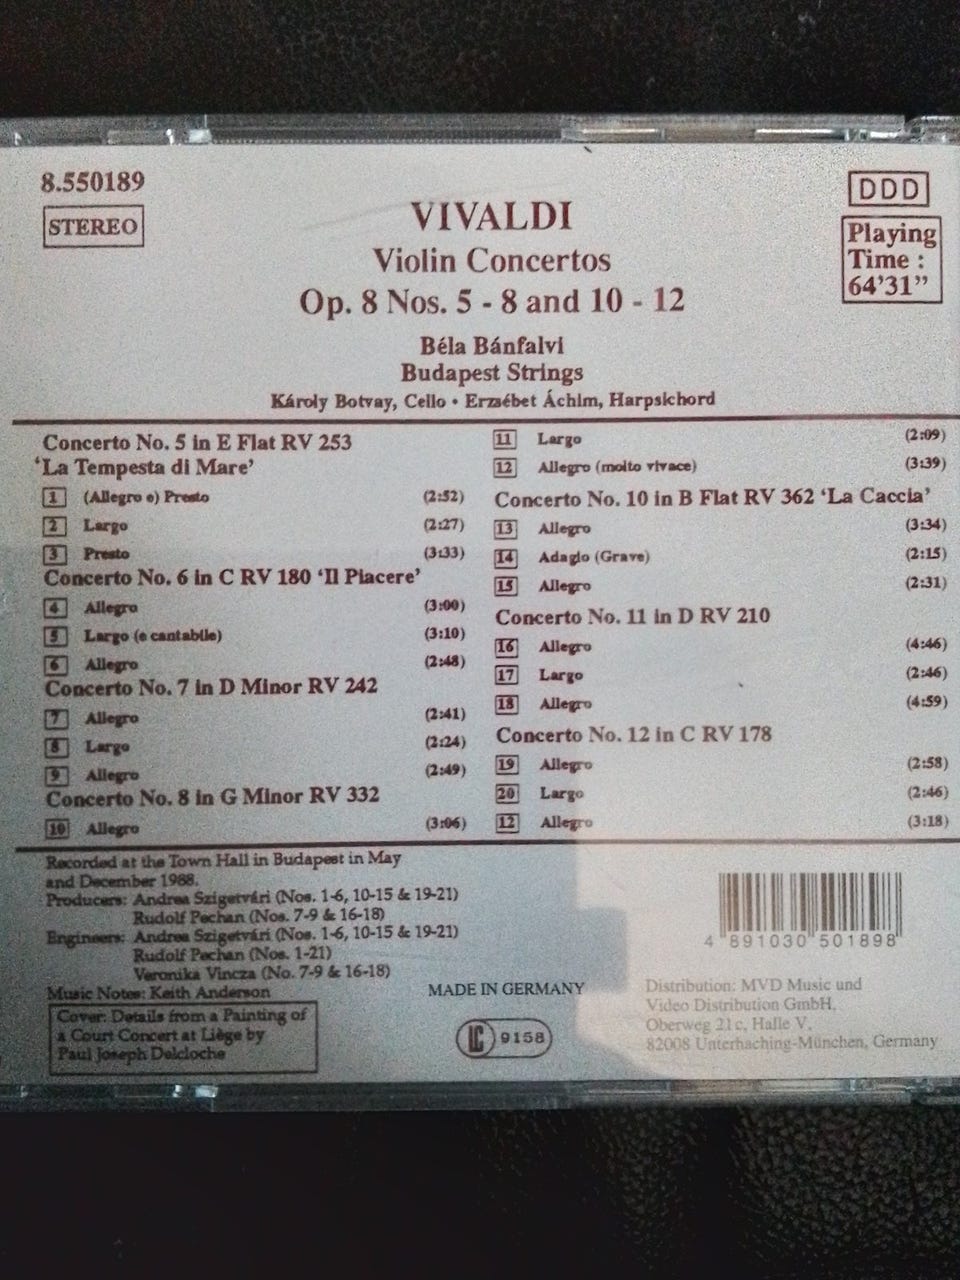 8.550189
STEREO
VIVALDI
Violin Concertos
Op. 8 Nos. 5 - 8 and 10 - 12
DDD
Playing
Time :
64'31"
Béla Bánfalvi
Budapest Strings
Károly Botvay, Cello • Erzsébet Áchim, Harpsichord
Concerto No. 5 in E Flat RV 253
'La Tempesta di Mare'
1 (Allegro e) Presto (2:52)
2 Largo (2:27)
3 Presto (3:33)
Concerto No. 6 in C RV 180 'Il Piacere'
4 Allegro (3:00)
5 Largo (e cantabile) (3:10)
6 Allegro (2:48)
Concerto No. 7 in D Minor RV 242
7 Allegro (2:41)
8 Largo (2:24)
9 Allegro (2:49)
Concerto No. 8 in G Minor RV 332
10 Allegro (3:06)
11 Largo (2:09)
12 Allegro (molto vivace) (3:39)
Concerto No. 10 in B Flat RV 362 'La Caccia'
13 Allegro (3:34)
14 Adagio (Grave) (2:15)
15 Allegro (2:31)
Concerto No. 11 in D RV 210
16 Allegro (4:46)
17 Largo (2:46)
18 Allegro (4:59)
Concerto No. 12 in C RV 178
19 Allegro (2:58)
20 Largo (2:46)
12 Allegro (3:18)
Recorded at the Town Hall in Budapest in May
and December 1988.
Producers: Andrea Szigetvári (Nos. 1-6, 10-15 & 19-21)
Rudolf Pechan (Nos. 7-9 & 16-18)
Engineers: Andrea Szigetvári (Nos. 1-6, 10-15 & 19-21)
Rudolf Pechan (Nos. 1-21)
Veronika Vincza (No. 7-9 & 16-18)
Music Notes: Keith Anderson
Cover: Details from a Painting of
a Court Concert at Liège by
Paul Joseph Delcloche
MADE IN GERMANY
LC 9158
4 891030 501898
Distribution: MVD Music und
Video Distribution GmbH,
Oberweg 21c, Halle V,
82008 Unterhaching-München, Germany